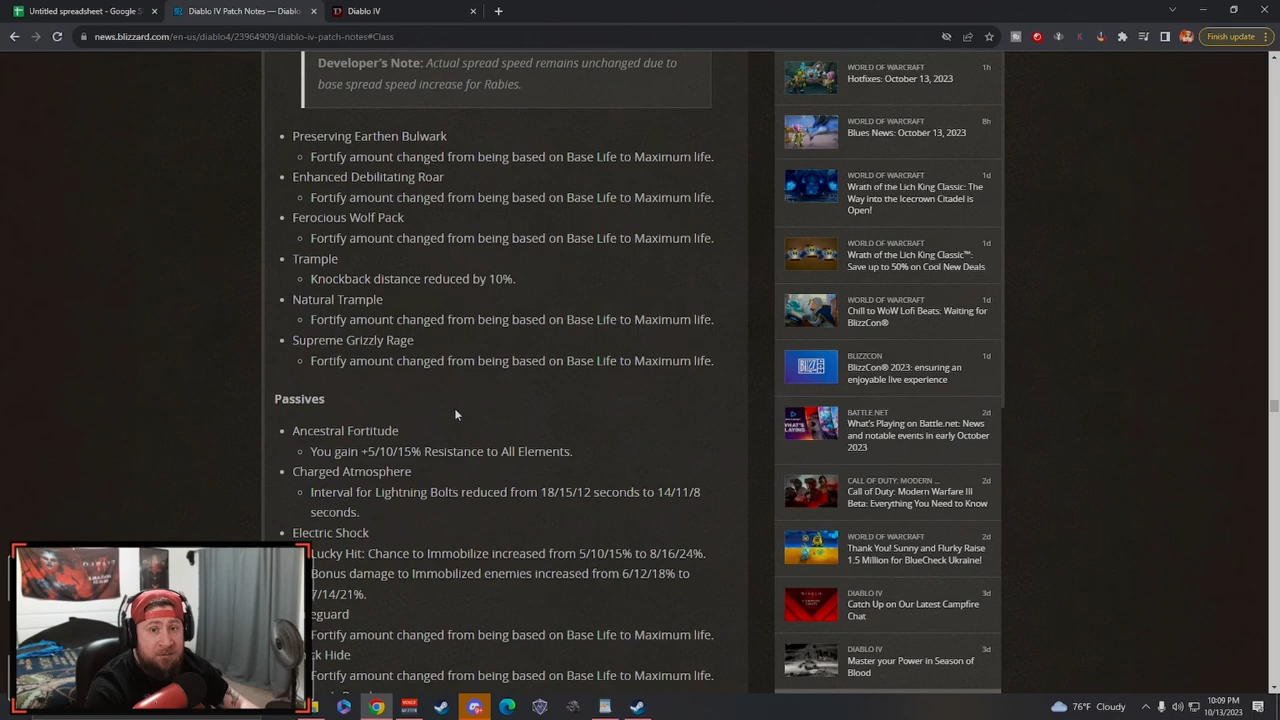 Untitled spreadsheet - Google S
Diablo IV Patch Notes — Diablo
Diablo IV
news.blizzard.com/en-us/diablo4/23964909/diablo-iv-patch-notes#Class
Finish update
Developer's Note: Actual spread speed remains unchanged due to
base spread speed increase for Rabies.
Preserving Earthen Bulwark
Fortify amount changed from being based on Base Life to Maximum life.
Enhanced Debilitating Roar
Fortify amount changed from being based on Base Life to Maximum life.
Ferocious Wolf Pack
Fortify amount changed from being based on Base Life to Maximum life.
Trample
Knockback distance reduced by 10%.
Natural Trample
Fortify amount changed from being based on Base Life to Maximum life.
Supreme Grizzly Rage
Fortify amount changed from being based on Base Life to Maximum life.
Passives
Ancestral Fortitude
You gain +5/10/15% Resistance to All Elements.
Charged Atmosphere
Interval for Lightning Bolts reduced from 18/15/12 seconds to 14/11/8
seconds.
Electric Shock
Lucky Hit: Chance to Immobilize increased from 5/10/15% to 8/16/24%.
Bonus damage to Immobilized enemies increased from 6/12/18% to
7/14/21%.
eguard
Fortify amount changed from being based on Base Life to Maximum life.
ck Hide
Fortify amount changed from being based on Base Life to Maximum life.
WORLD OF WARCRAFT 1h
Hotfixes: October 13, 2023
WORLD OF WARCRAFT 8h
Blues News: October 13, 2023
WORLD OF WARCRAFT 1d
Wrath of the Lich King Classic: The
Way into the Icecrown Citadel is
Open!
WORLD OF WARCRAFT 1d
Wrath of the Lich King Classic™:
Save up to 50% on Cool New Deals
WORLD OF WARCRAFT 1d
Chill to WoW Lofi Beats: Waiting for
BlizzCon®
BLIZZCON 1d
BlizzCon® 2023: ensuring an
enjoyable live experience
BATTLE.NET 2d
What's Playing on Battle.net: News
and notable events in early October
2023
CALL OF DUTY: MODERN ... 2d
Call of Duty: Modern Warfare III
Beta: Everything You Need to Know
WORLD OF WARCRAFT 2d
Thank You! Sunny and Flurky Raise
1.5 Million for BlueCheck Ukraine!
DIABLO IV 3d
Catch Up on Our Latest Campfire
Chat
DIABLO IV 3d
Master your Power in Season of
Blood
76°F Cloudy
10:09 PM
10/13/2023